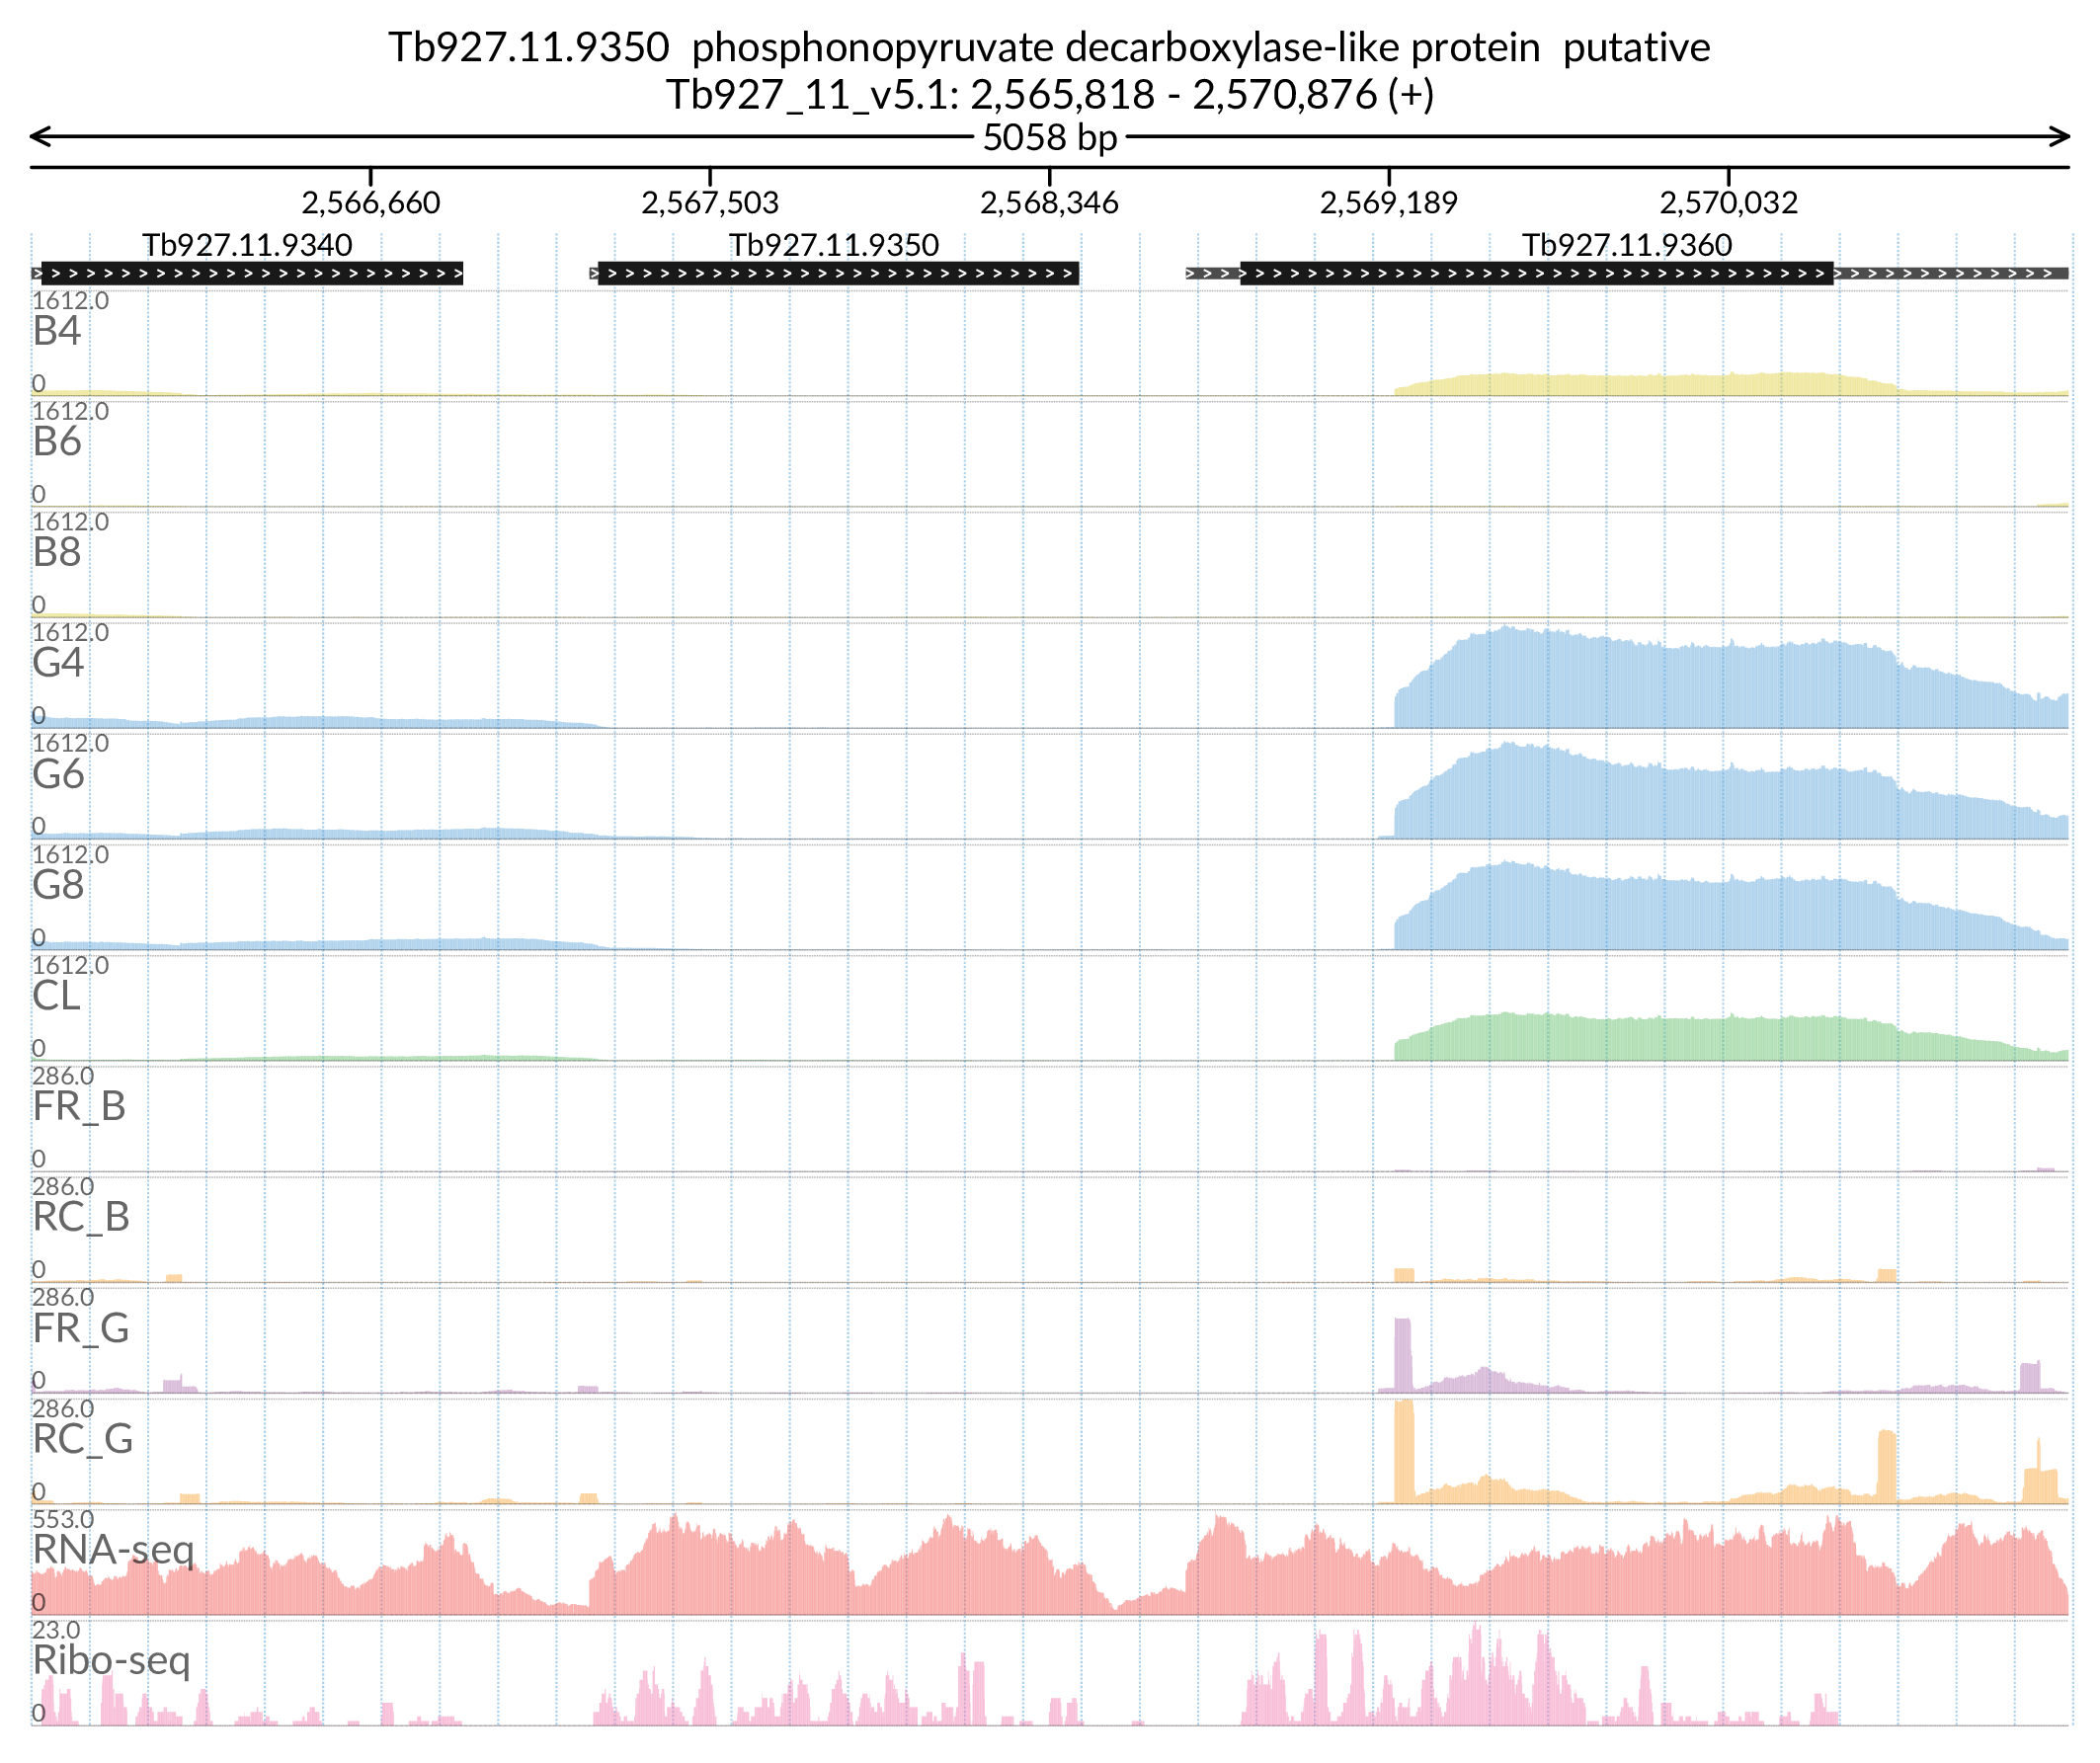 Tb927.11.9350  phosphonopyruvate decarboxylase-like protein  putative
Tb927_11_v5.1: 2,565,818 - 2,570,876 (+)
5058 bp
2,566,660 2,567,503 2,568,346 2,569,189 2,570,032
Tb927.11.9340 Tb927.11.9350 Tb927.11.9360
1612.0
B4
0
1612.0
B6
0
1612.0
B8
0
1612.0
G4
0
1612.0
G6
0
1612.0
G8
0
1612.0
CL
0
286.0
FR_B
0
286.0
RC_B
0
286.0
FR_G
0
286.0
RC_G
0
553.0
RNA-seq
0
23.0
Ribo-seq
0